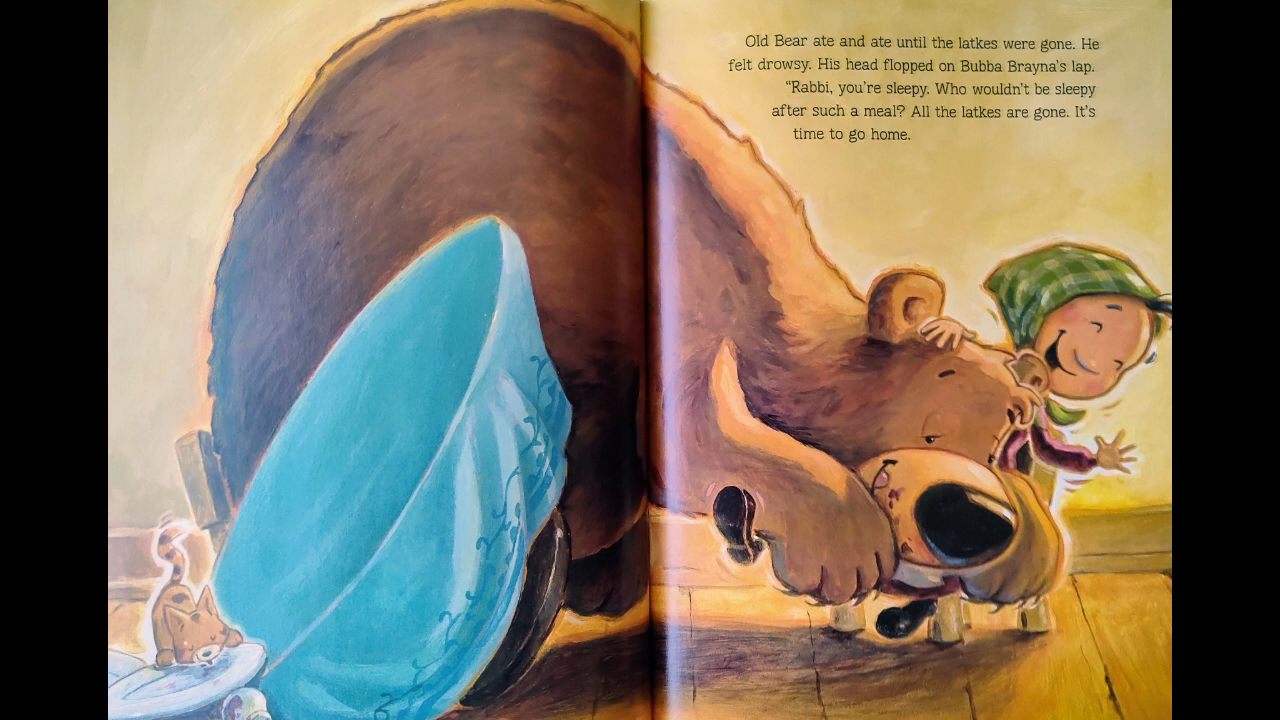 Old Bear ate and ate until the latkes were gone. He
felt drowsy. His head flopped on Bubba Brayna's lap.
“Rabbi, you're sleepy. Who wouldn't be sleepy
after such a meal? All the latkes are gone. It's
time to go home.